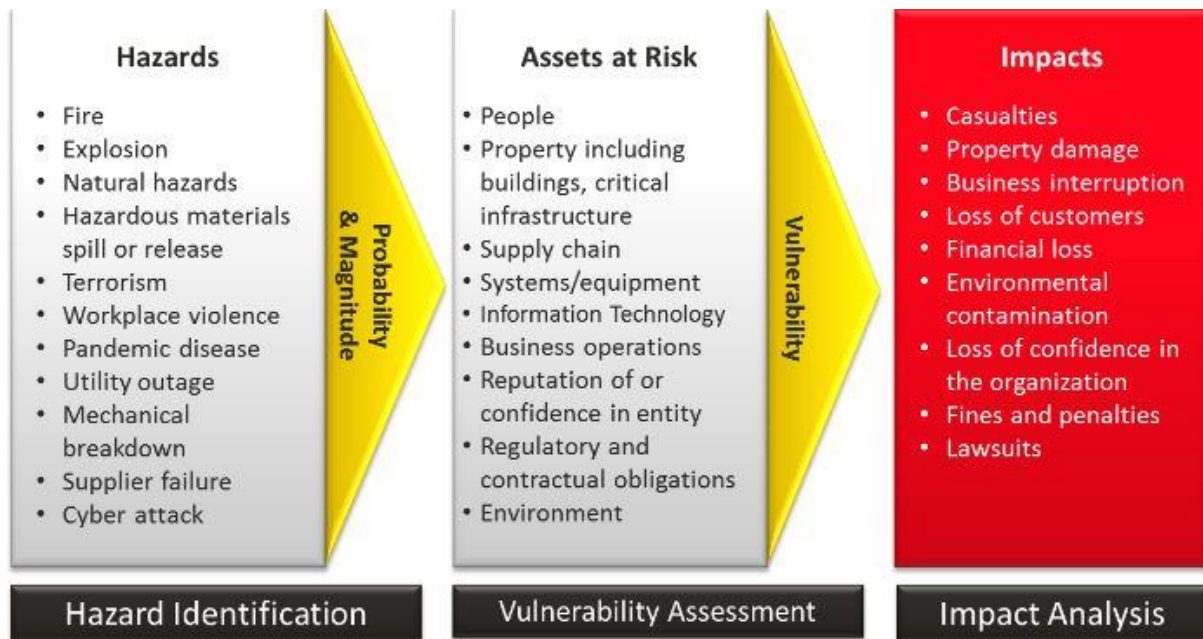 Hazards
• Fire
• Explosion
• Natural hazards
• Hazardous materials
spill or release
• Terrorism
• Workplace violence
• Pandemic disease
• Utility outage
• Mechanical
breakdown
• Supplier failure
• Cyber attack
Probability
& Magnitude
Assets at Risk
• People
• Property including
buildings, critical
infrastructure
• Supply chain
• Systems/equipment
• Information Technology
• Business operations
• Reputation of or
confidence in entity
• Regulatory and
contractual obligations
• Environment
Vulnerability
Impacts
• Casualties
• Property damage
• Business interruption
• Loss of customers
• Financial loss
• Environmental
contamination
• Loss of confidence in
the organization
• Fines and penalties
• Lawsuits
Hazard Identification
Vulnerability Assessment
Impact Analysis